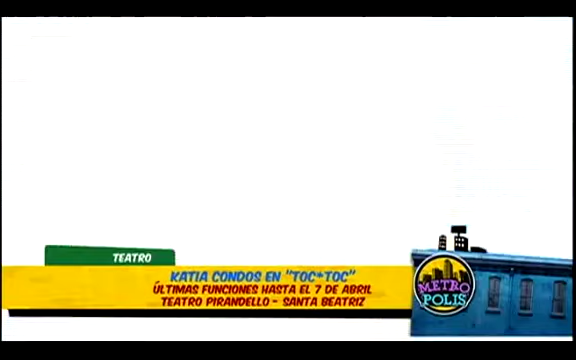 TEATRO
KATIA CONDOS EN "TOC*TOC"
ÚLTIMAS FUNCIONES HASTA EL 7 DE ABRIL
TEATRO PIRANDELLO - SANTA BEATRIZ
METRO
POLIS